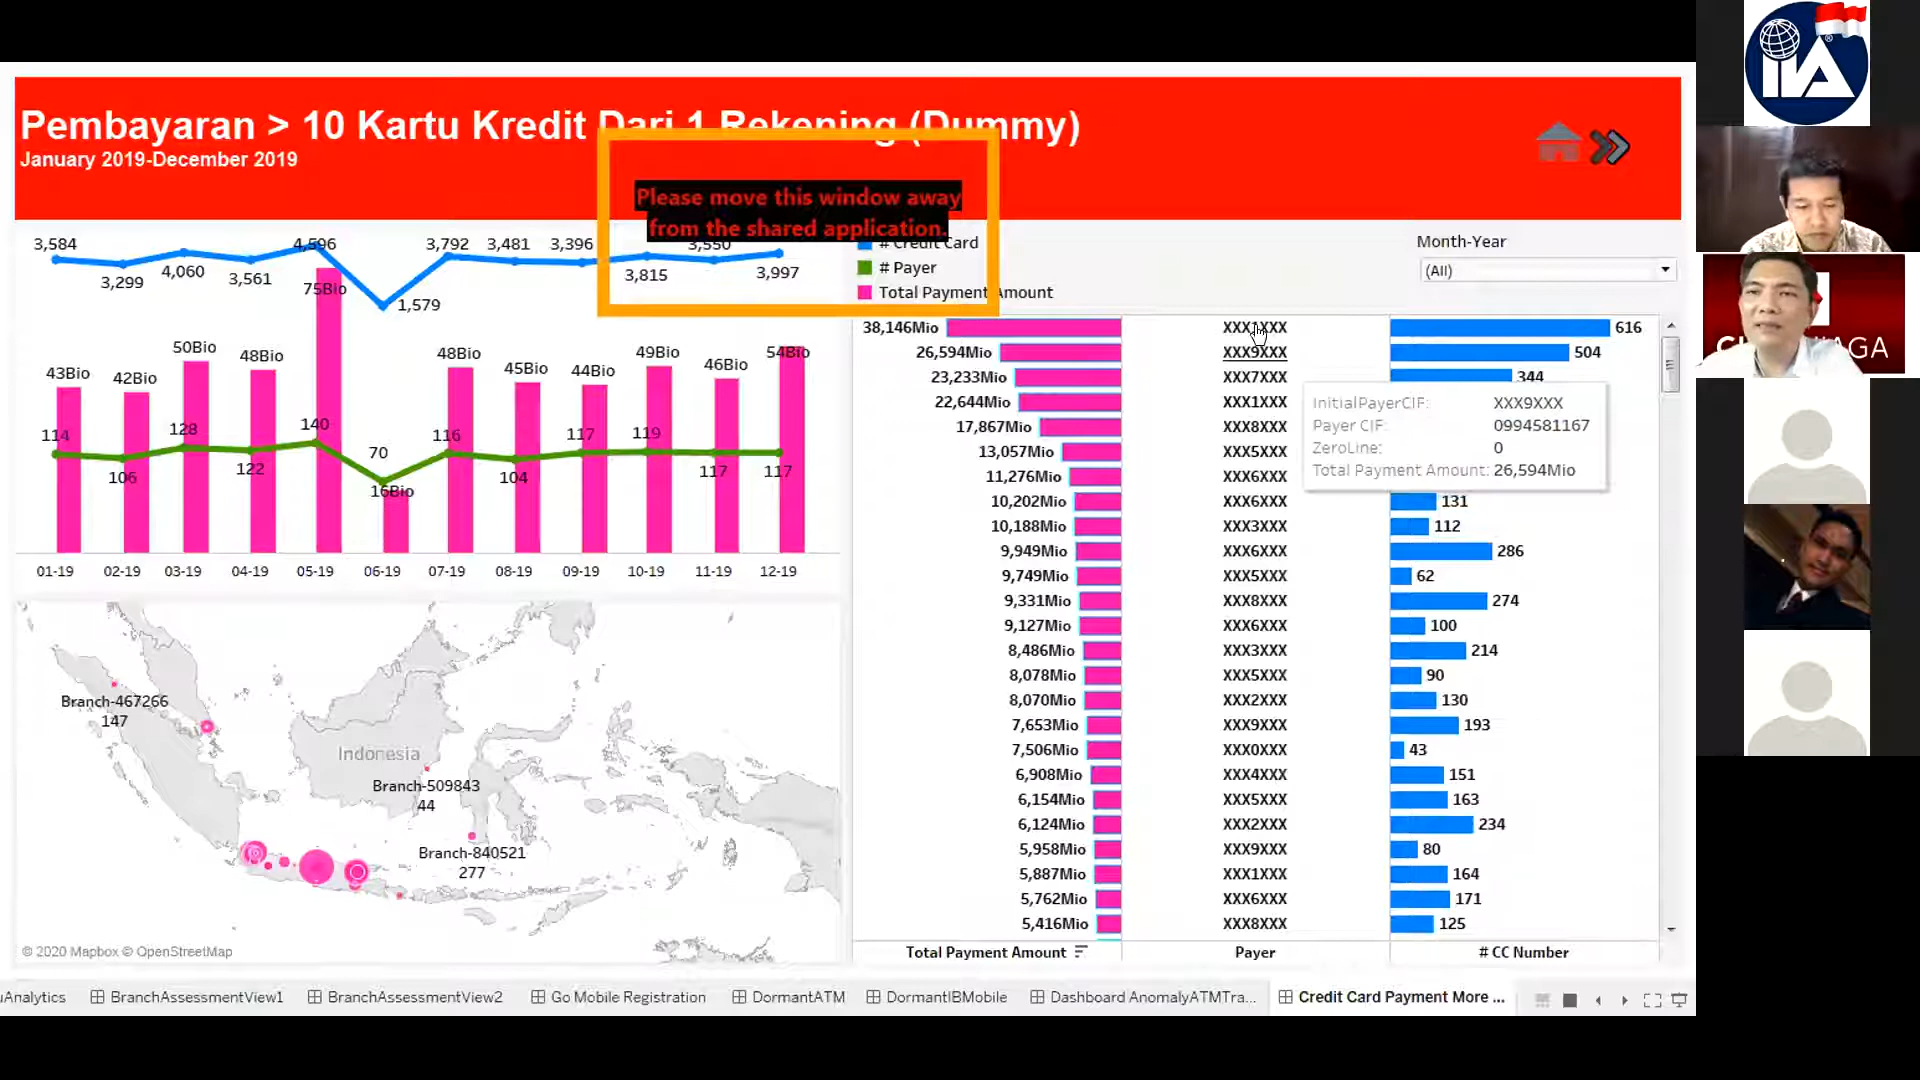 Pembayaran > 10 Kartu Kredit Dari 1 Rekening (Dummy)
January 2019-December 2019
Please move this window away
from the shared application.
3,584
3,299
4,060
3,561
4,596
1,579
3,792
3,481
3,396
3,815
3,550
3,997
43Bio
42Bio
50Bio
48Bio
75Bio
16Bio
48Bio
45Bio
44Bio
49Bio
46Bio
54Bio
114
106
128
122
140
70
116
104
117
119
117
117
01-19 02-19 03-19 04-19 05-19 06-19 07-19 08-19 09-19 10-19 11-19 12-19
# Credit Card
# Payer
Total Payment Amount
Month-Year
(All)
38,146Mio XXX1XXX 616
26,594Mio XXX9XXX 504
23,233Mio XXX7XXX 344
22,644Mio XXX1XXX
17,867Mio XXX8XXX
13,057Mio XXX5XXX
11,276Mio XXX6XXX
10,202Mio XXX6XXX 131
10,188Mio XXX3XXX 112
9,949Mio XXX6XXX 286
9,749Mio XXX5XXX 62
9,331Mio XXX8XXX 274
9,127Mio XXX6XXX 100
8,486Mio XXX3XXX 214
8,078Mio XXX5XXX 90
8,070Mio XXX2XXX 130
7,653Mio XXX9XXX 193
7,506Mio XXX0XXX 43
6,908Mio XXX4XXX 151
6,154Mio XXX5XXX 163
6,124Mio XXX2XXX 234
5,958Mio XXX9XXX 80
5,887Mio XXX1XXX 164
5,762Mio XXX6XXX 171
5,416Mio XXX8XXX 125
Total Payment Amount Payer # CC Number
InitialPayerCIF: XXX9XXX
Payer CIF: 0994581167
ZeroLine: 0
Total Payment Amount: 26,594Mio
Branch-467266
147
Indonesia
Branch-509843
44
Branch-840521
277
© 2020 Mapbox © OpenStreetMap
Analytics BranchAssessmentView1 BranchAssessmentView2 Go Mobile Registration DormantATM DormantIBMobile Dashboard AnomalyATMTra... Credit Card Payment More ...
IIA
AGA